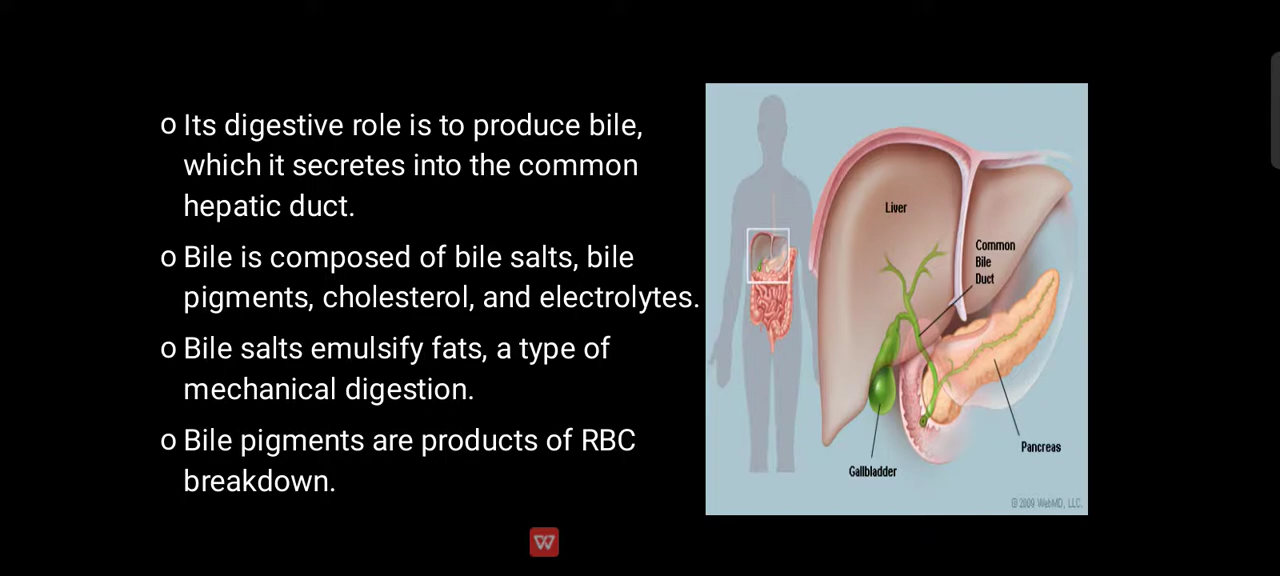 o Its digestive role is to produce bile,
which it secretes into the common
hepatic duct.
o Bile is composed of bile salts, bile
pigments, cholesterol, and electrolytes.
o Bile salts emulsify fats, a type of
mechanical digestion.
o Bile pigments are products of RBC
breakdown.
Liver
Common
Bile
Duct
Pancreas
Gallbladder
© 2009 WebMD, LLC.
W